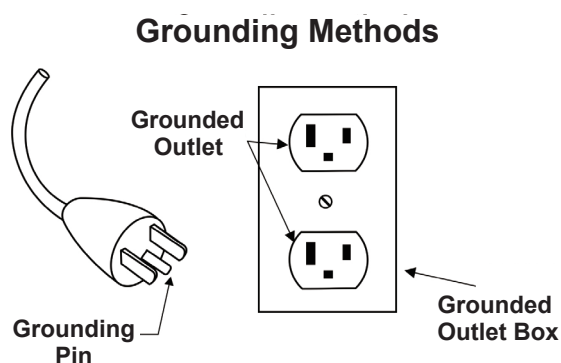 Grounding Methods
Grounded
Outlet
Grounding
Pin
Grounded
Outlet Box